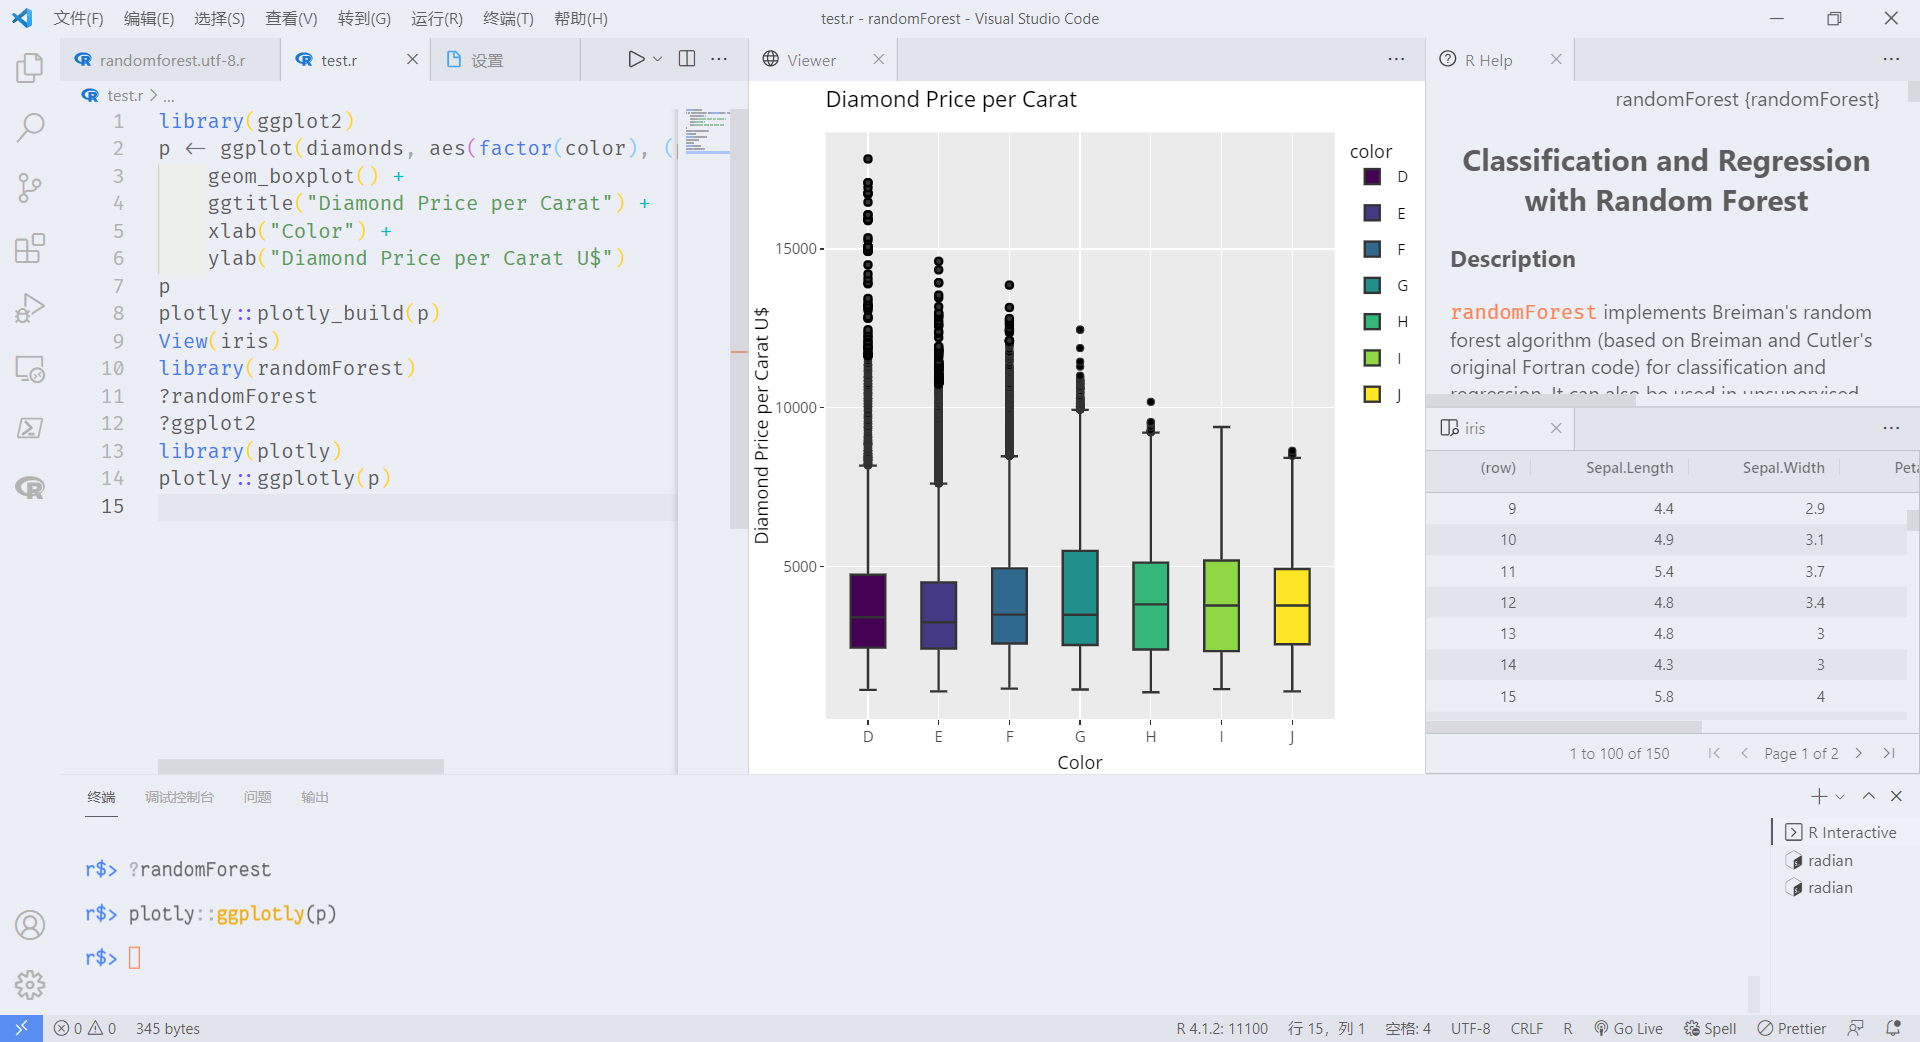 文件(F) 编辑(E) 选择(S) 查看(V) 转到(G) 运行(R) 终端(T) 帮助(H)
test.r - randomForest - Visual Studio Code
randomforest.utf-8.r
test.r
设置
test.r > ...
1 library(ggplot2)
2 p <- ggplot(diamonds, aes(factor(color), (
3 geom_boxplot() +
4 ggtitle("Diamond Price per Carat") +
5 xlab("Color") +
6 ylab("Diamond Price per Carat U$")
7 p
8 plotly::plotly_build(p)
9 View(iris)
10 library(randomForest)
11 ?randomForest
12 ?ggplot2
13 library(plotly)
14 plotly::ggplotly(p)
15
Viewer
Diamond Price per Carat
Diamond Price per Carat U$
15000
10000
5000
D E F G H I J
Color
color
D
E
F
G
H
I
J
R Help
randomForest {randomForest}
Classification and Regression
with Random Forest
Description
randomForest implements Breiman's random
forest algorithm (based on Breiman and Cutler's
original Fortran code) for classification and
regression. It can also be used in unsupervised
iris
(row) Sepal.Length Sepal.Width Peta
9 4.4 2.9
10 4.9 3.1
11 5.4 3.7
12 4.8 3.4
13 4.8 3
14 4.3 3
15 5.8 4
1 to 100 of 150 Page 1 of 2
终端 调试控制台 问题 输出
r$> ?randomForest
r$> plotly::ggplotly(p)
r$>
R Interactive
radian
radian
0 0 345 bytes
R 4.1.2: 11100 行 15，列 1 空格: 4 UTF-8 CRLF R Go Live Spell Prettier